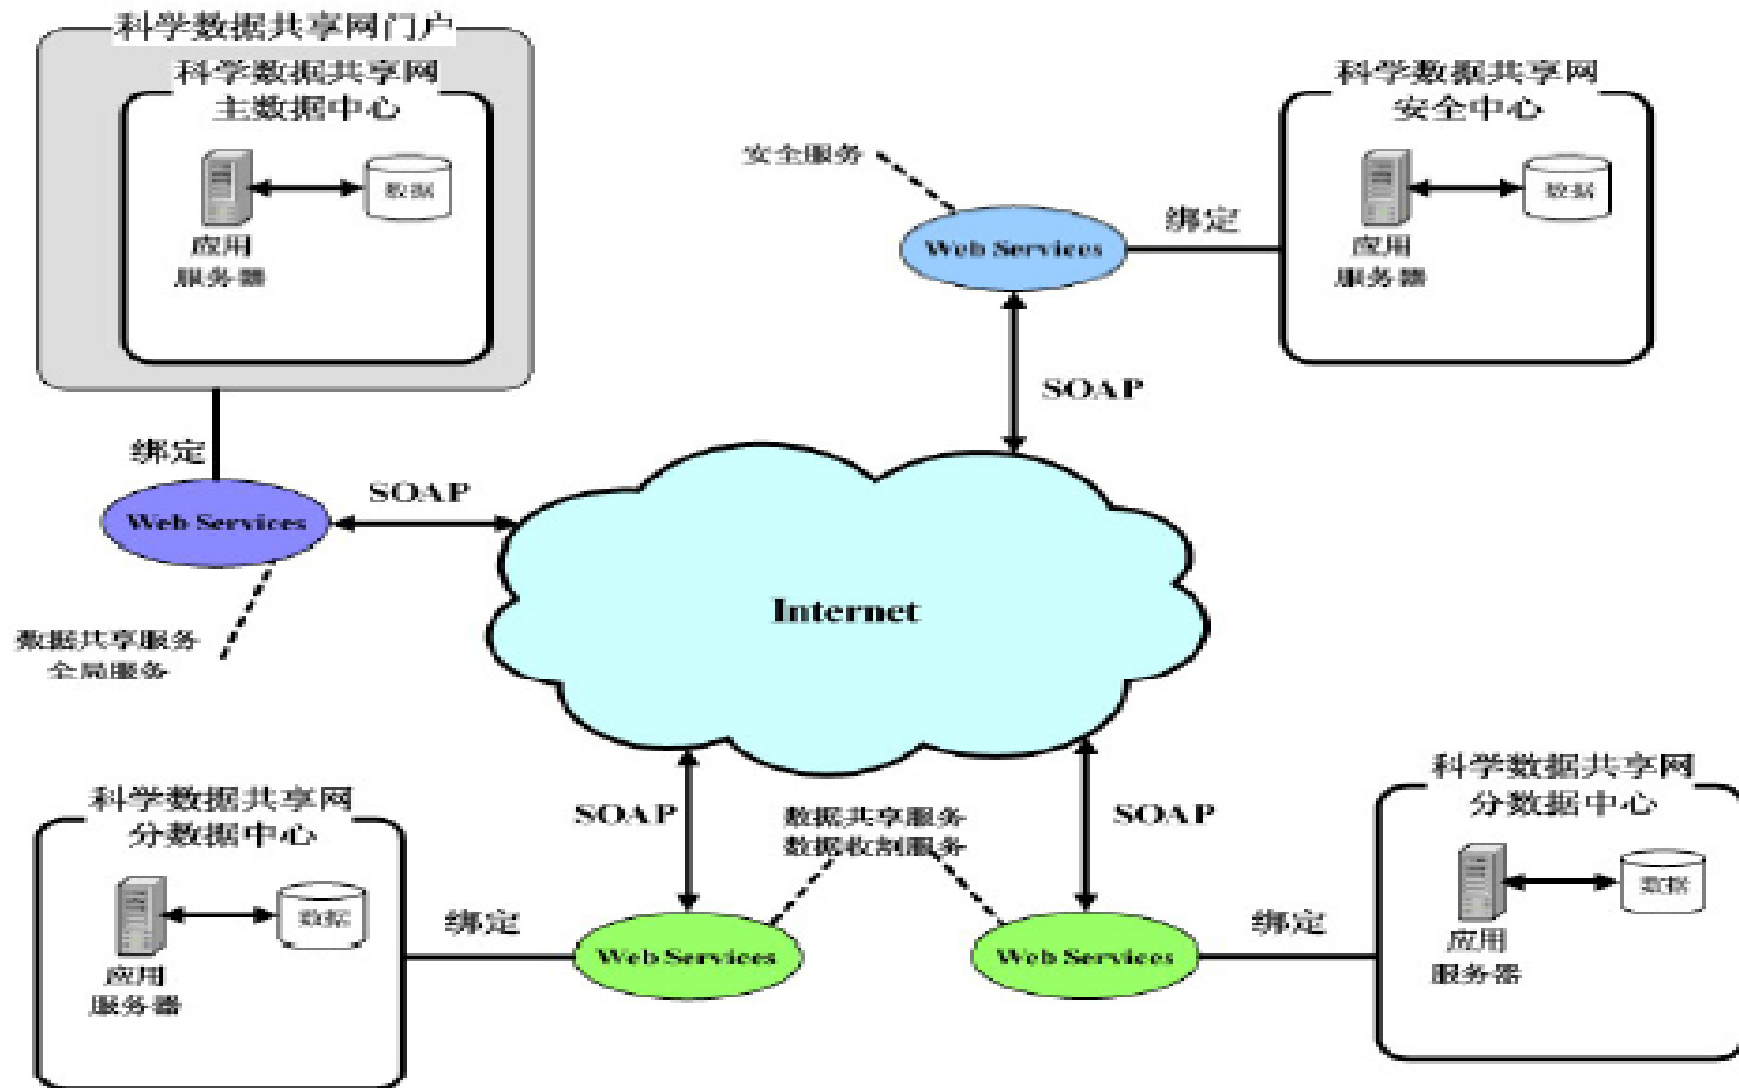 科学数据共享网门户
科学数据共享网
主数据中心
数据
应用
服务器
绑定
Web Services
SOAP
数据共享服务
全局服务
科学数据共享网
安全中心
数据
应用
服务器
安全服务
Web Services
绑定
SOAP
Internet
科学数据共享网
分数据中心
数据
应用
服务器
绑定
Web Services
SOAP
数据共享服务
数据收割服务
SOAP
Web Services
绑定
科学数据共享网
分数据中心
数据
应用
服务器